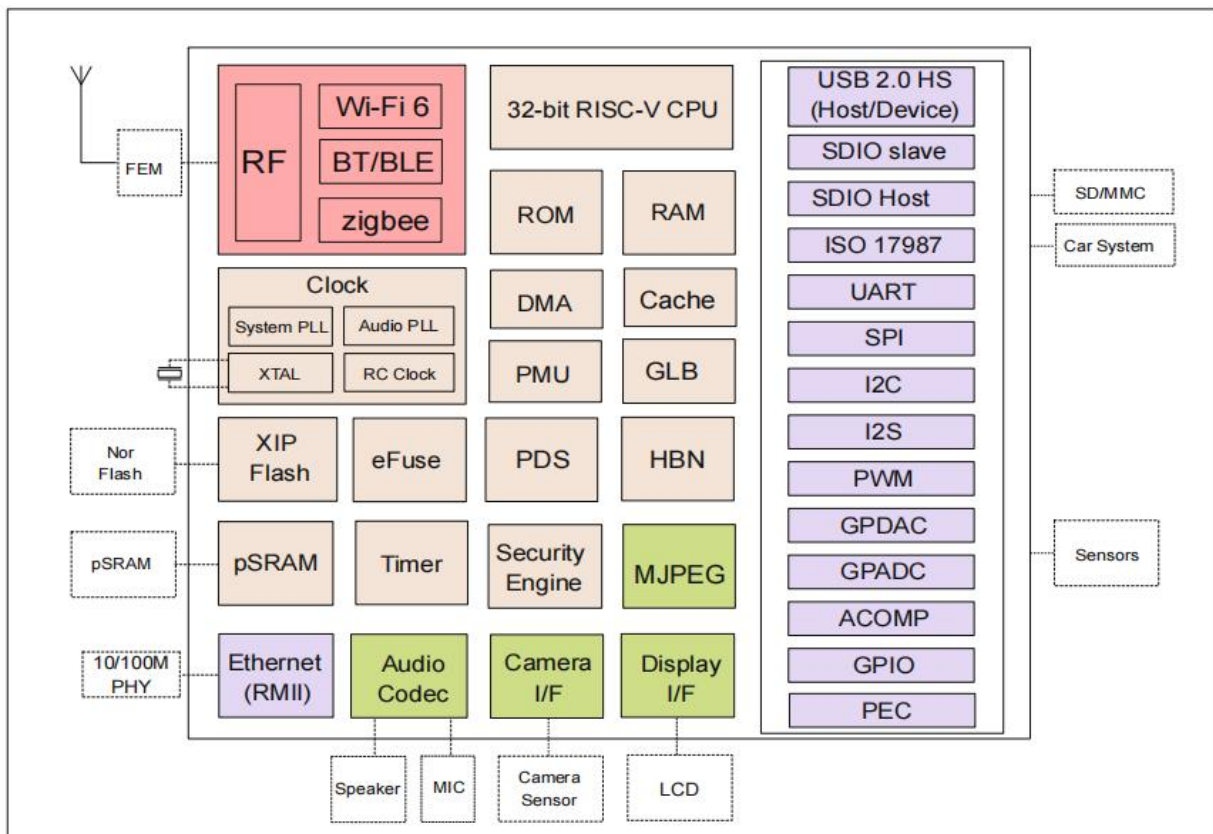 FEM
RF
Wi-Fi 6
BT/BLE
zigbee
Clock
System PLL
Audio PLL
XTAL
RC Clock
32-bit RISC-V CPU
ROM
RAM
DMA
Cache
PMU
GLB
Nor
Flash
XIP
Flash
eFuse
PDS
HBN
pSRAM
pSRAM
Timer
Security
Engine
MJPEG
10/100M
PHY
Ethernet
(RMII)
Audio
Codec
Camera
I/F
Display
I/F
Speaker
MIC
Camera
Sensor
LCD
USB 2.0 HS
(Host/Device)
SDIO slave
SDIO Host
ISO 17987
UART
SPI
I2C
I2S
PWM
GPDAC
GPADC
ACOMP
GPIO
PEC
SD/MMC
Car System
Sensors